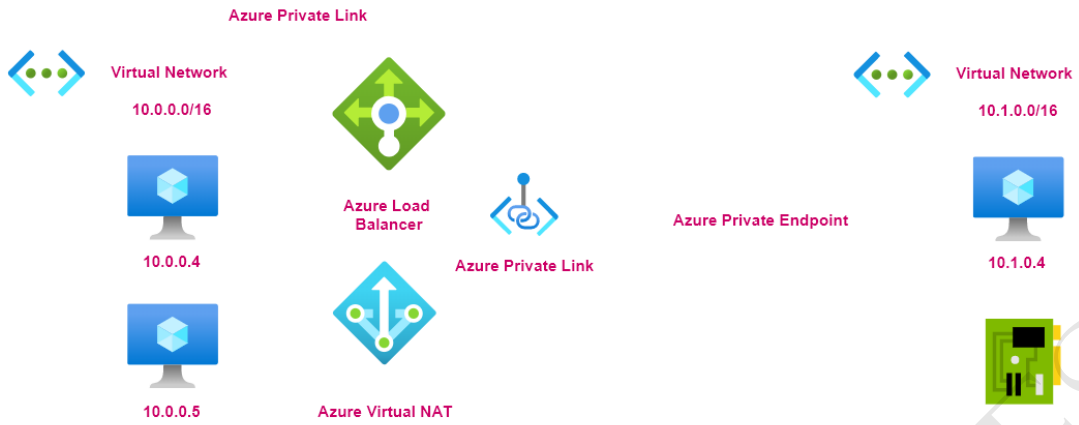 Azure Private Link
Virtual Network
10.0.0.0/16
Virtual Network
10.1.0.0/16
Azure Load
Balancer
10.0.0.4
Azure Private Link
Azure Private Endpoint
10.1.0.4
10.0.0.5
Azure Virtual NAT